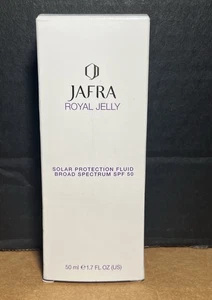 JAFRA
ROYAL JELLY
SOLAR PROTECTION FLUID
BROAD SPECTRUM SPF 50
50 ml ℮ 1.7 FL OZ (US)